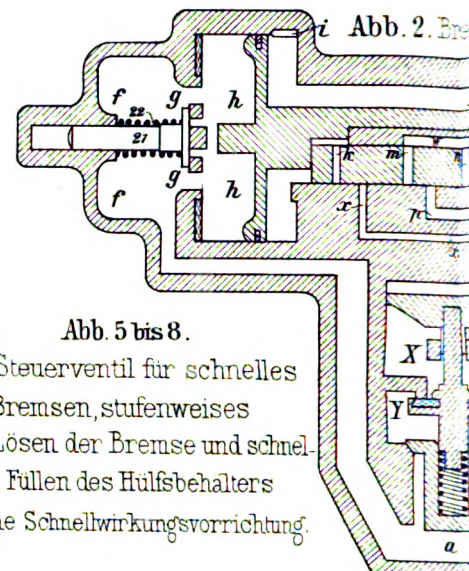 i Abb. 2.
f 22 g h
21
k m n
f g h x p
Abb. 5 bis 8.
Steuerventil für schnelles
Bremsen, stufenweises
Lösen der Bremse und schnel-
Füllen des Hülfsbehälters
Schnellwirkungsvorrichtung.
X
Y
a